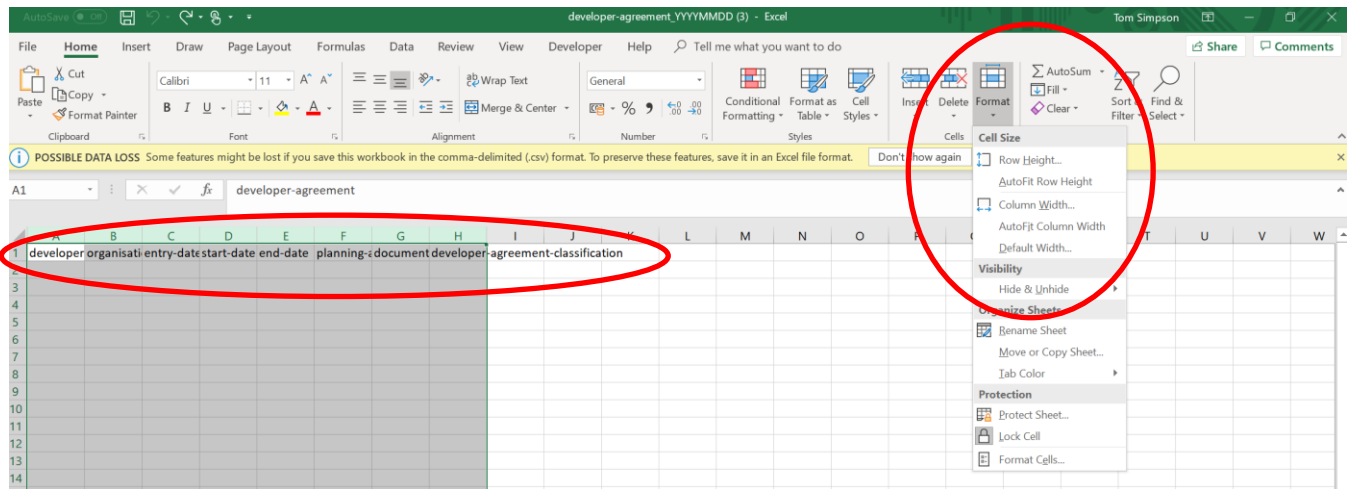 AutoSave Off developer-agreement_YYYYMMDD (3) - Excel Tom Simpson
File Home Insert Draw Page Layout Formulas Data Review View Developer Help Tell me what you want to do Share Comments
Paste Cut Copy Format Painter
Calibri 11 A^ A˅
B I U A
Wrap Text
Merge & Center
General
% 9 .00
Conditional Formatting Format as Table Cell Styles
Insert Delete Format
AutoSum Fill Clear
Sort & Filter Find & Select
Clipboard Font Alignment Number Styles Cells
POSSIBLE DATA LOSS Some features might be lost if you save this workbook in the comma-delimited (.csv) format. To preserve these features, save it in an Excel file format. Don't show again
A1 fx developer-agreement
A B C D E F G H I J K L M N O P T U V W
1 developer organisati entry-date start-date end-date planning-a document developer-agreement-classification
2
3
4
5
6
7
8
9
10
11
12
13
14
Cell Size
Row Height...
AutoFit Row Height
Column Width...
AutoFit Column Width
Default Width...
Visibility
Hide & Unhide
Organize Sheets
Rename Sheet
Move or Copy Sheet...
Tab Color
Protection
Protect Sheet...
Lock Cell
Format Cells...